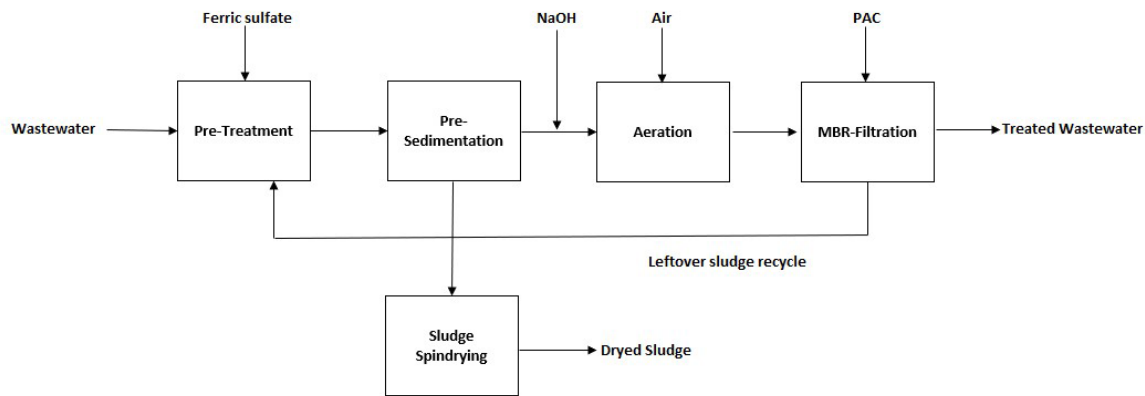 Ferric sulfate
NaOH
Air
PAC
Wastewater
Pre-Treatment
Pre-
Sedimentation
Aeration
MBR-Filtration
Treated Wastewater
Leftover sludge recycle
Sludge
Spindrying
Dryed Sludge